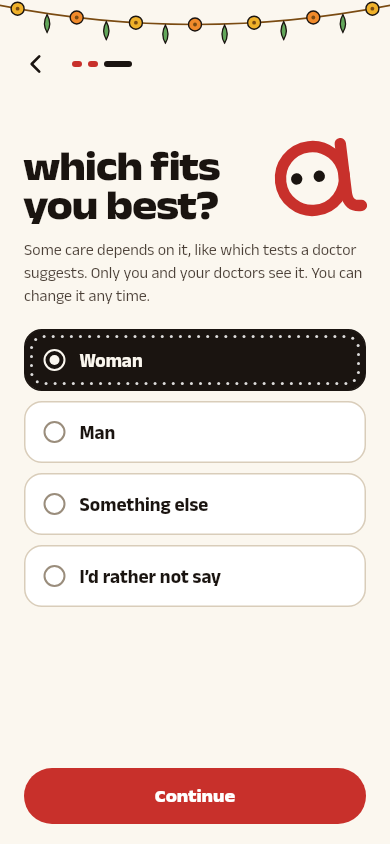 which fits
you best?
Some care depends on it, like which tests a doctor
suggests. Only you and your doctors see it. You can
change it any time.
Woman
Man
Something else
I’d rather not say
Continue